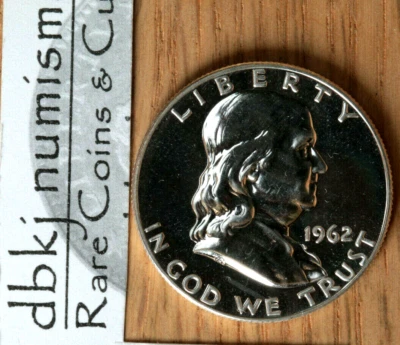 dbkj numism
Rare Coins & Cu
LIBERTY
1962
IN GOD WE TRUST